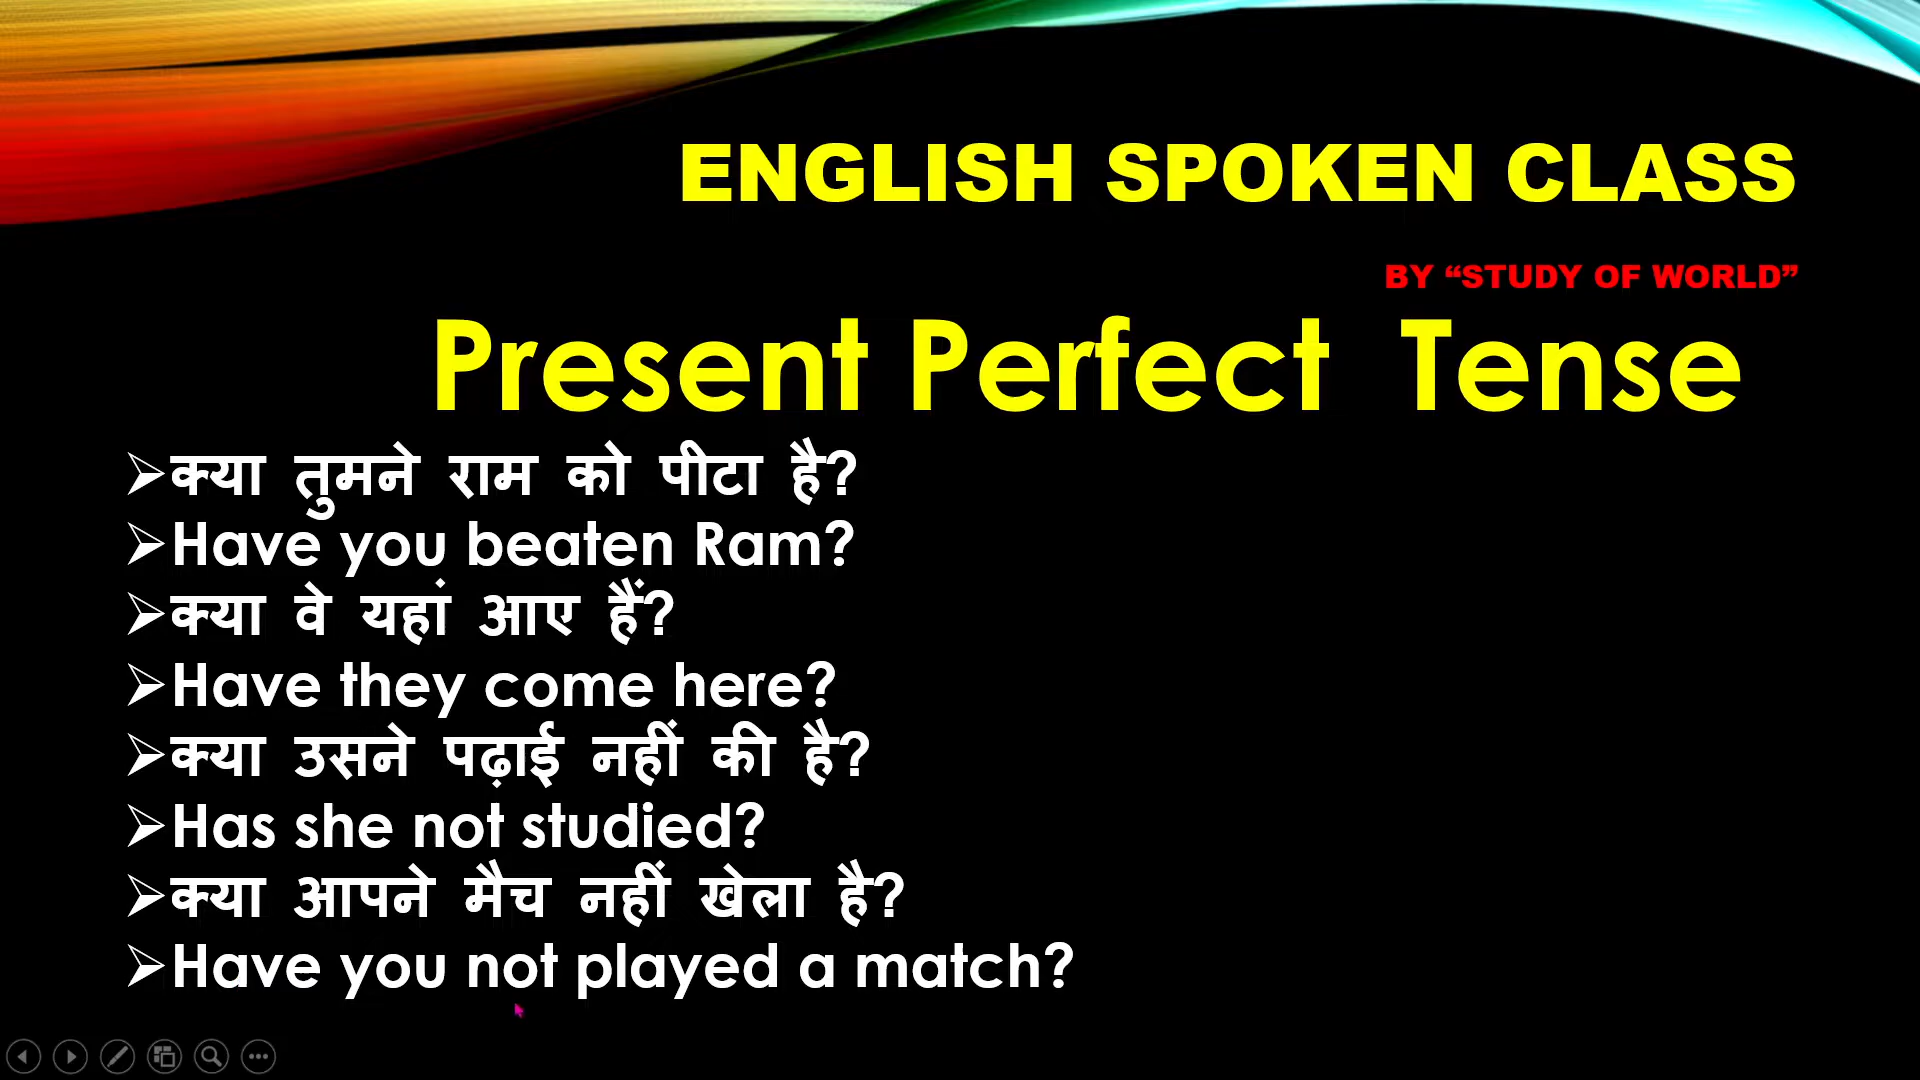 ENGLISH SPOKEN CLASS
BY “STUDY OF WORLD”
Present Perfect Tense
➢क्या तुमने राम को पीटा है?
➢Have you beaten Ram?
➢क्या वे यहां आए हैं?
➢Have they come here?
➢क्या उसने पढ़ाई नहीं की है?
➢Has she not studied?
➢क्या आपने मैच नहीं खेला है?
➢Have you not played a match?